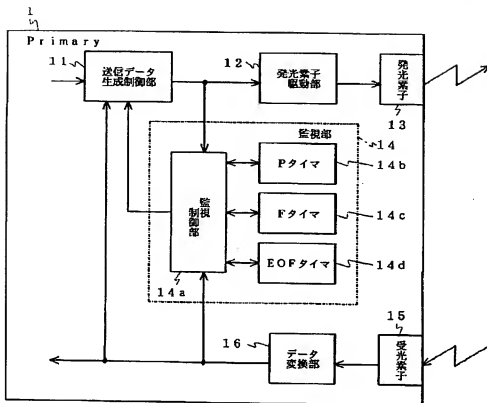 1
Primary
11
送信データ
生成制御部
12
発光素子
駆動部
発光素子
13
監視部
14
監視
制御部
14a
Pタイマ
14b
Fタイマ
14c
EOFタイマ
14d
15
受光素子
16
データ
変換部